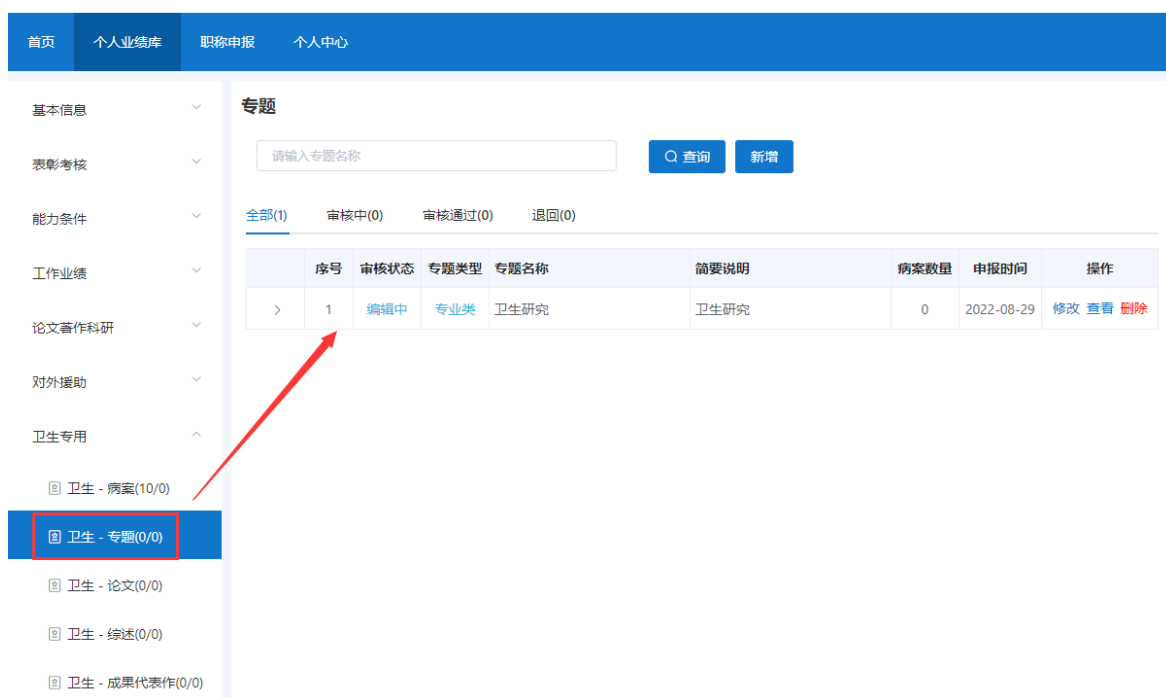 首页 个人业绩库 职称申报 个人中心
基本信息
表彰考核
能力条件
工作业绩
论文著作科研
对外援助
卫生专用
卫生 - 病案(10/0)
卫生 - 专题(0/0)
卫生 - 论文(0/0)
卫生 - 综述(0/0)
卫生 - 成果代表作(0/0)
专题
请输入专题名称 查询 新增
全部(1) 审核中(0) 审核通过(0) 退回(0)
序号 审核状态 专题类型 专题名称 简要说明 病案数量 申报时间 操作
1 编辑中 专业类 卫生研究 卫生研究 0 2022-08-29 修改 查看 删除